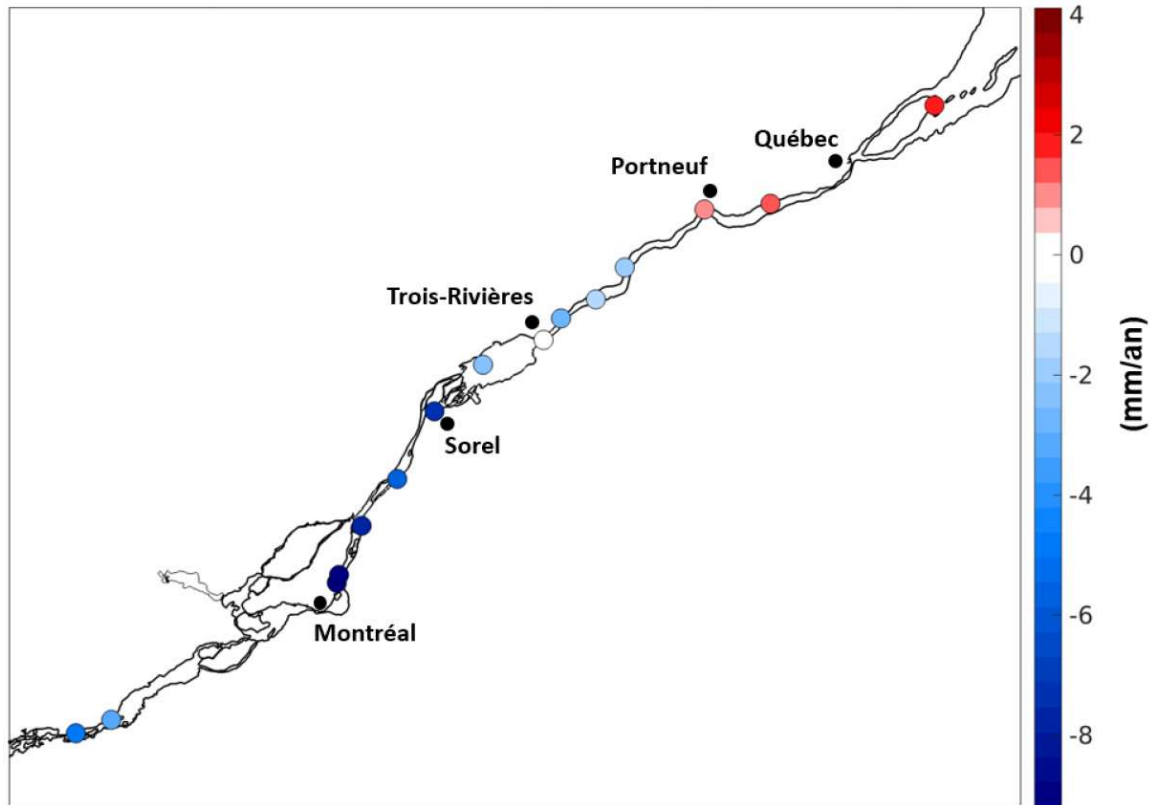 Québec
Portneuf
Trois-Rivières
Sorel
Montréal
4
2
0
-2
-4
-6
-8
(mm/an)